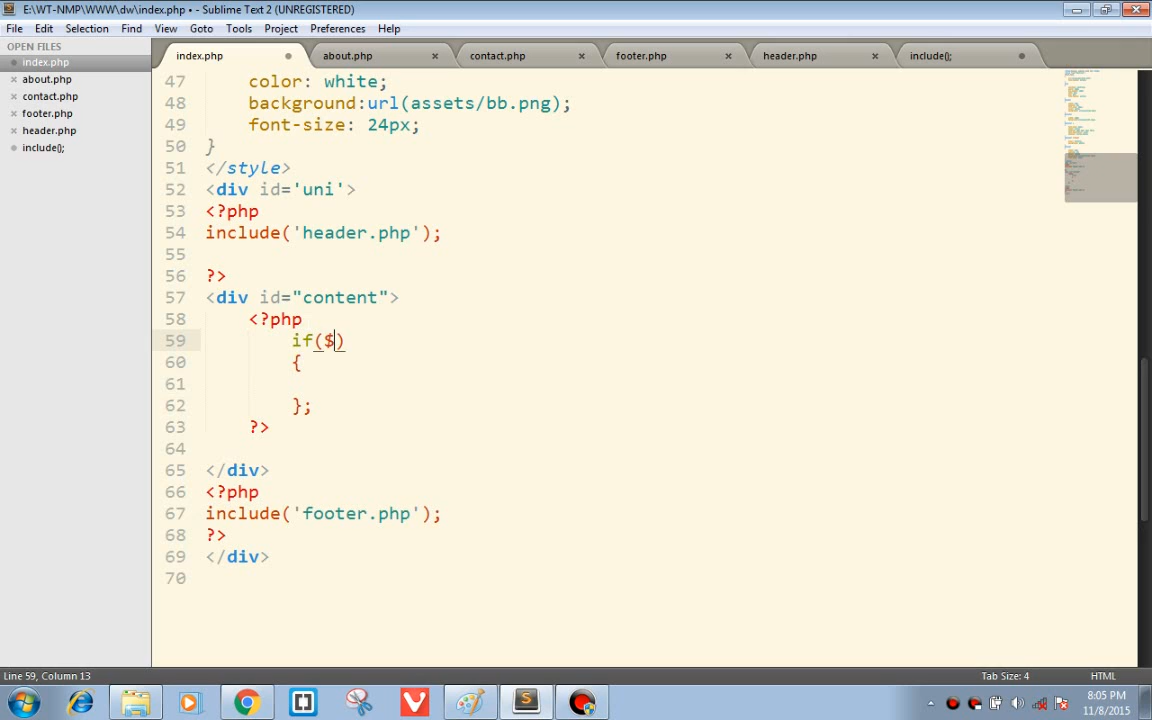 E:\WT-NMP\WWW\dw\index.php • - Sublime Text 2 (UNREGISTERED)
File Edit Selection Find View Goto Tools Project Preferences Help
OPEN FILES
index.php
about.php
contact.php
footer.php
header.php
include();
index.php about.php contact.php footer.php header.php include();
47 color: white;
48 background:url(assets/bb.png);
49 font-size: 24px;
50 }
51 </style>
52 <div id='uni'>
53 <?php
54 include('header.php');
55
56 ?>
57 <div id="content">
58 <?php
59 if($)
60 {
61
62 };
63 ?>
64
65 </div>
66 <?php
67 include('footer.php');
68 ?>
69 </div>
70
Line 59, Column 13 Tab Size: 4 HTML
8:05 PM
11/8/2015